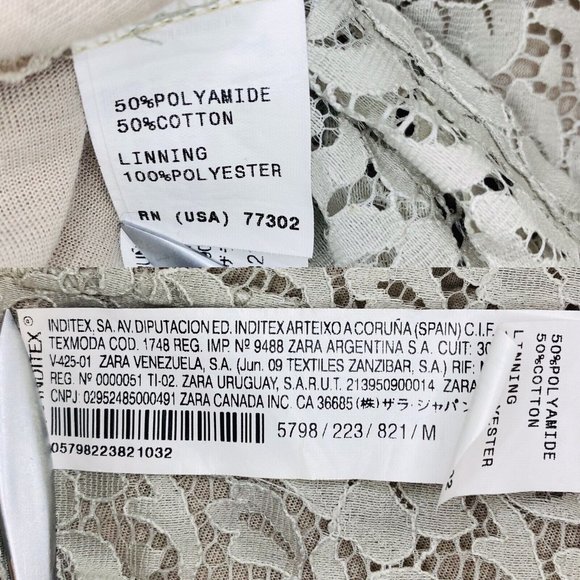 50%POLYAMIDE
50%COTTON
LINNING
100%POLYESTER
RN (USA) 77302
INDITEX
INDITEX, SA. AV. DIPUTACION ED. INDITEX ARTEIXO A CORUÑA (SPAIN) C.I.F.
TEXMODA COD. 1748 REG. IMP. Nº 9488 ZARA ARGENTINA S.A. CUIT: 30
V-425-01 ZARA VENEZUELA, S.A. (Jun. 09 TEXTILES ZANZIBAR, S.A.) RIF:
REG. Nº 0000051 TI-02. ZARA URUGUAY, S.A. R.U.T. 213950900014 ZARA
CNPJ: 02952485000491 ZARA CANADA INC. CA 36685 (株) ザラ・ジャパン
5798/223/821/M
05798223821032
50%POLYAMIDE
50%COTTON
LINNING